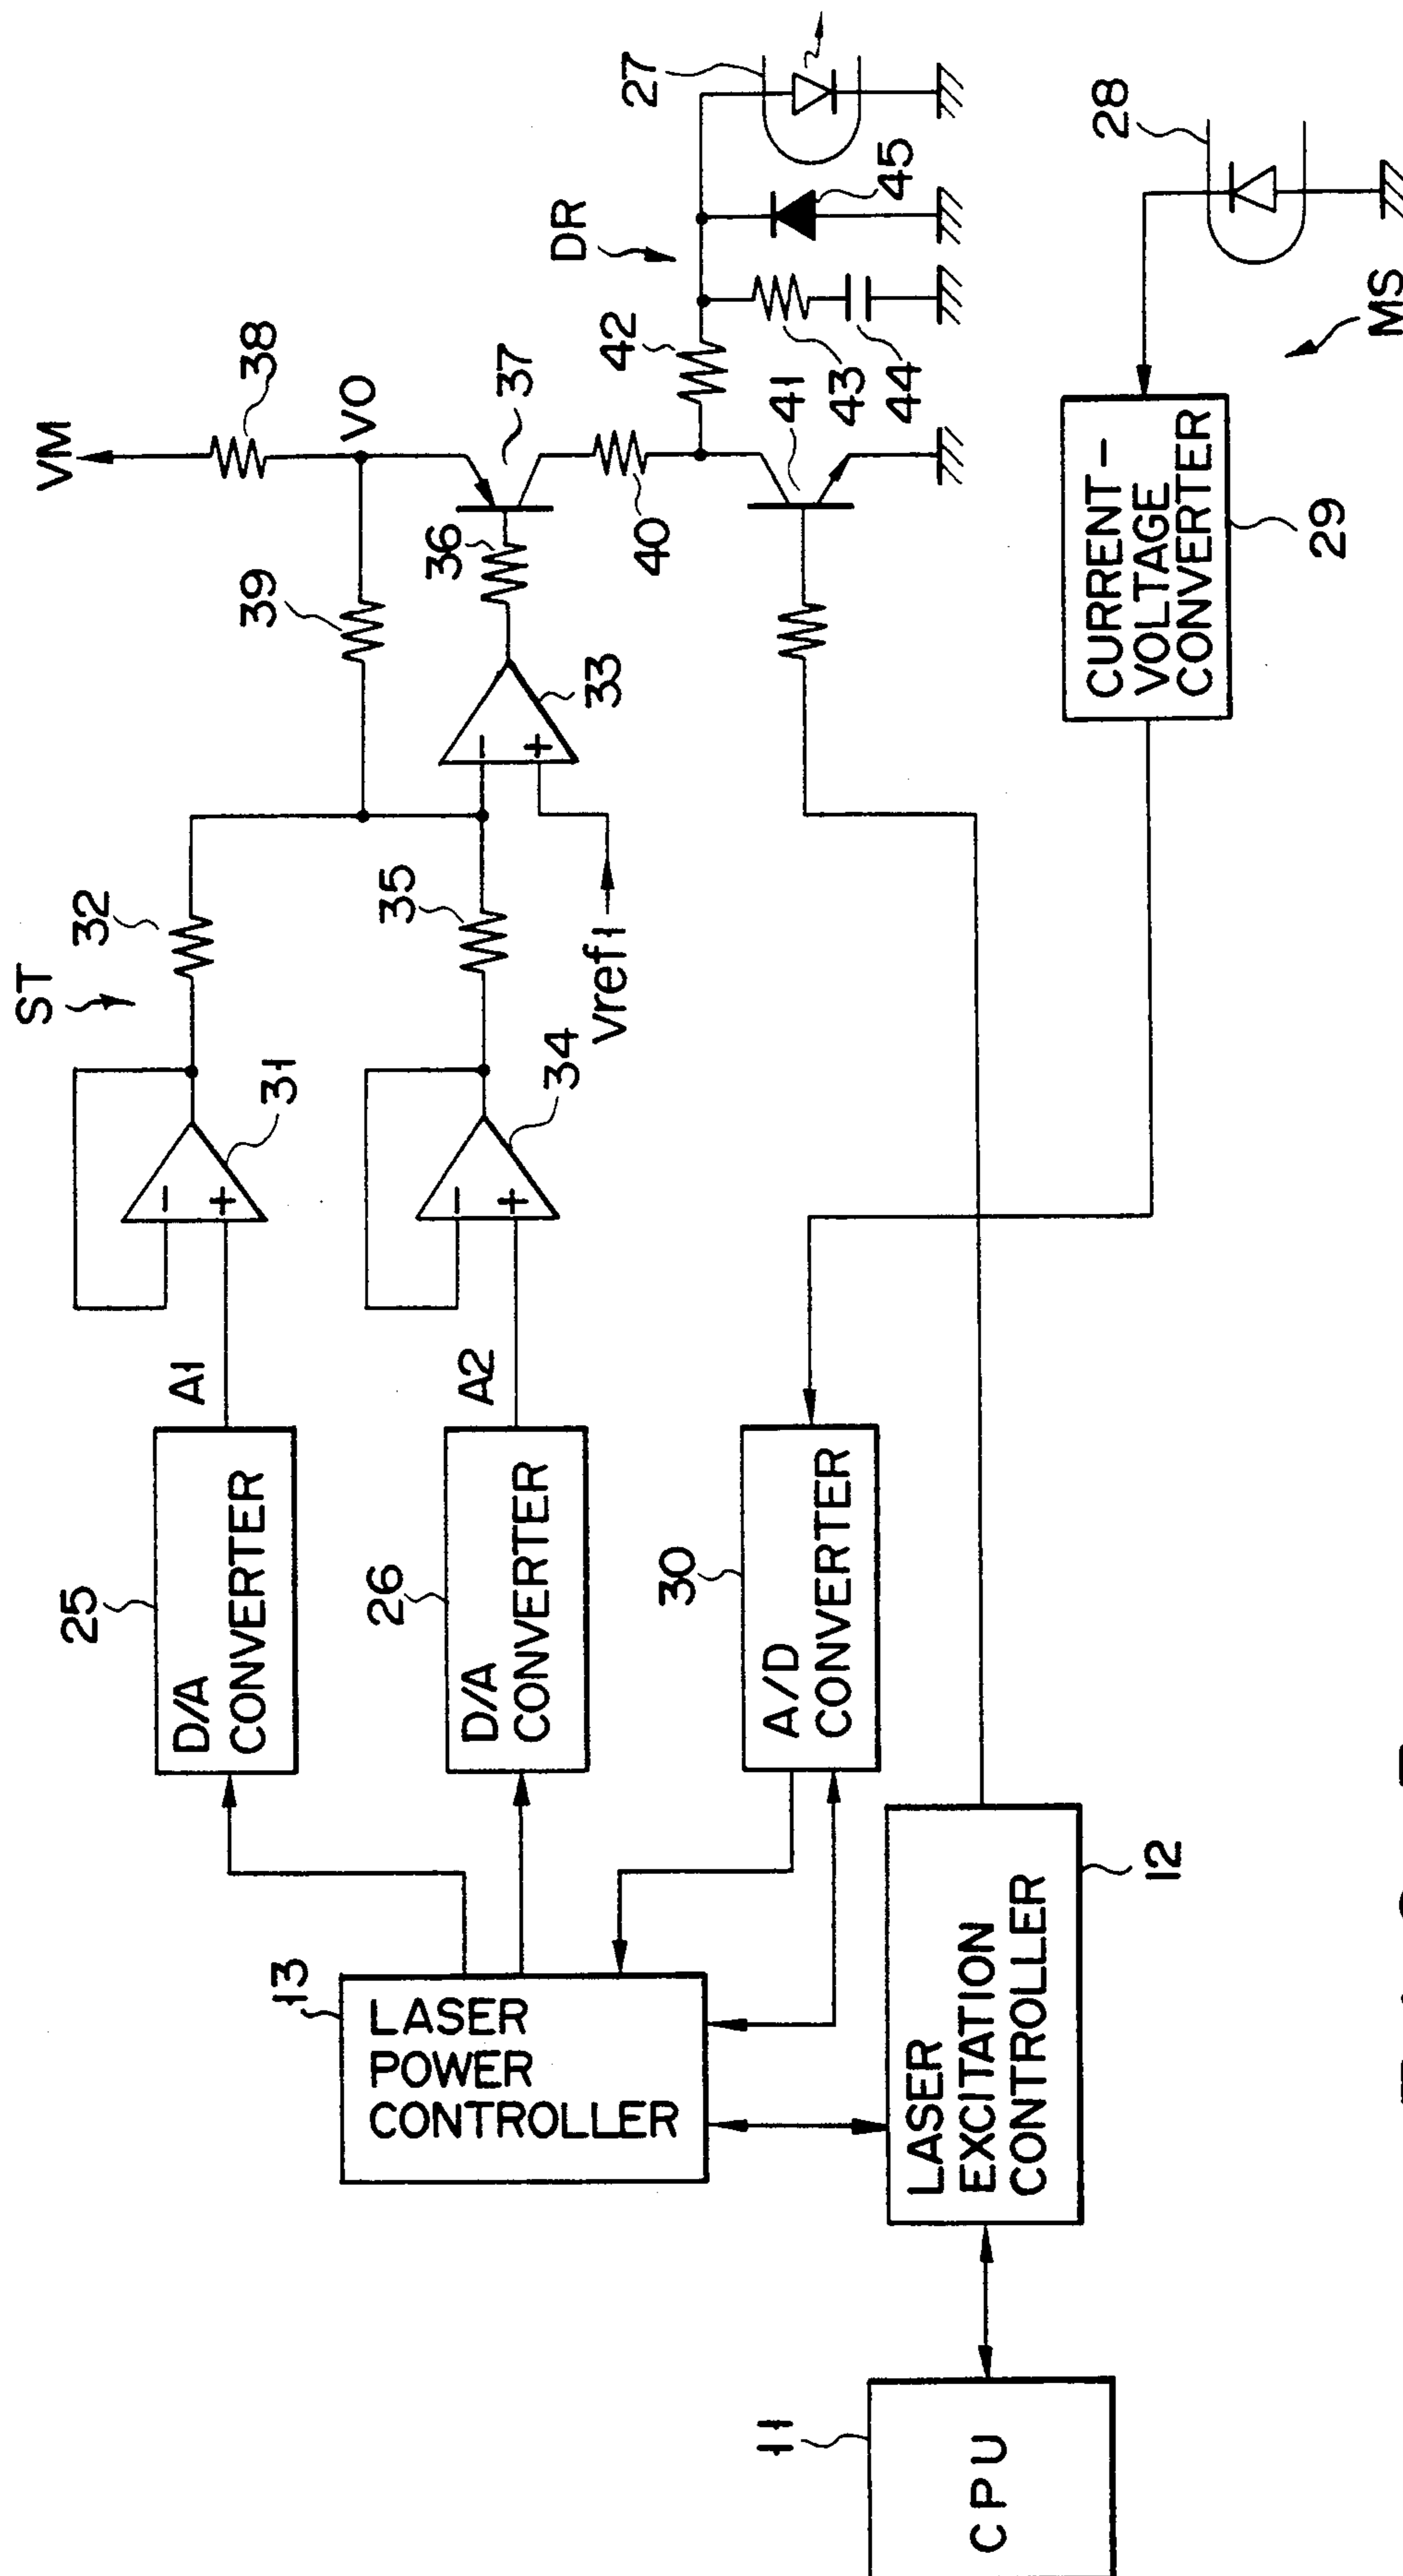 ST
32
VM
38
39
VO
DR
27
25
D/A
CONVERTER
A1
−
+
31
36
37
42
45
26
D/A
CONVERTER
A2
−
+
34
35
−
+
33
Vref1
40
41
43
44
13
LASER
POWER
CONTROLLER
30
A/D
CONVERTER
28
11
CPU
LASER
EXCITATION
CONTROLLER
12
CURRENT-
VOLTAGE
CONVERTER
29
MS